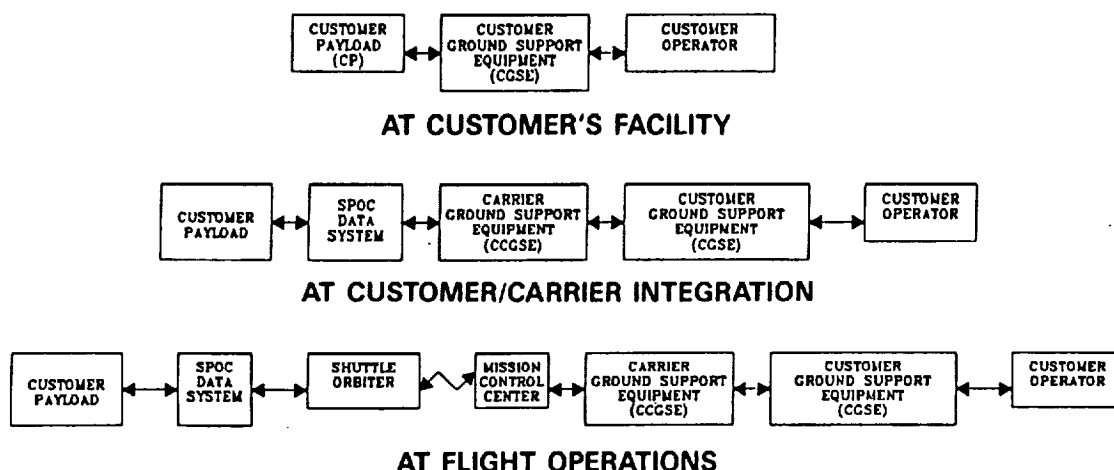 CUSTOMER
PAYLOAD
(CP)
CUSTOMER
GROUND SUPPORT
EQUIPMENT
(CGSE)
CUSTOMER
OPERATOR
AT CUSTOMER'S FACILITY
CUSTOMER
PAYLOAD
SPOC
DATA
SYSTEM
CARRIER
GROUND SUPPORT
EQUIPMENT
(CCGSE)
CUSTOMER
GROUND SUPPORT
EQUIPMENT
(CGSE)
CUSTOMER
OPERATOR
AT CUSTOMER/CARRIER INTEGRATION
CUSTOMER
PAYLOAD
SPOC
DATA
SYSTEM
SHUTTLE
ORBITER
MISSION
CONTROL
CENTER
CARRIER
GROUND SUPPORT
EQUIPMENT
(CCGSE)
CUSTOMER
GROUND SUPPORT
EQUIPMENT
(CGSE)
CUSTOMER
OPERATOR
AT FLIGHT OPERATIONS